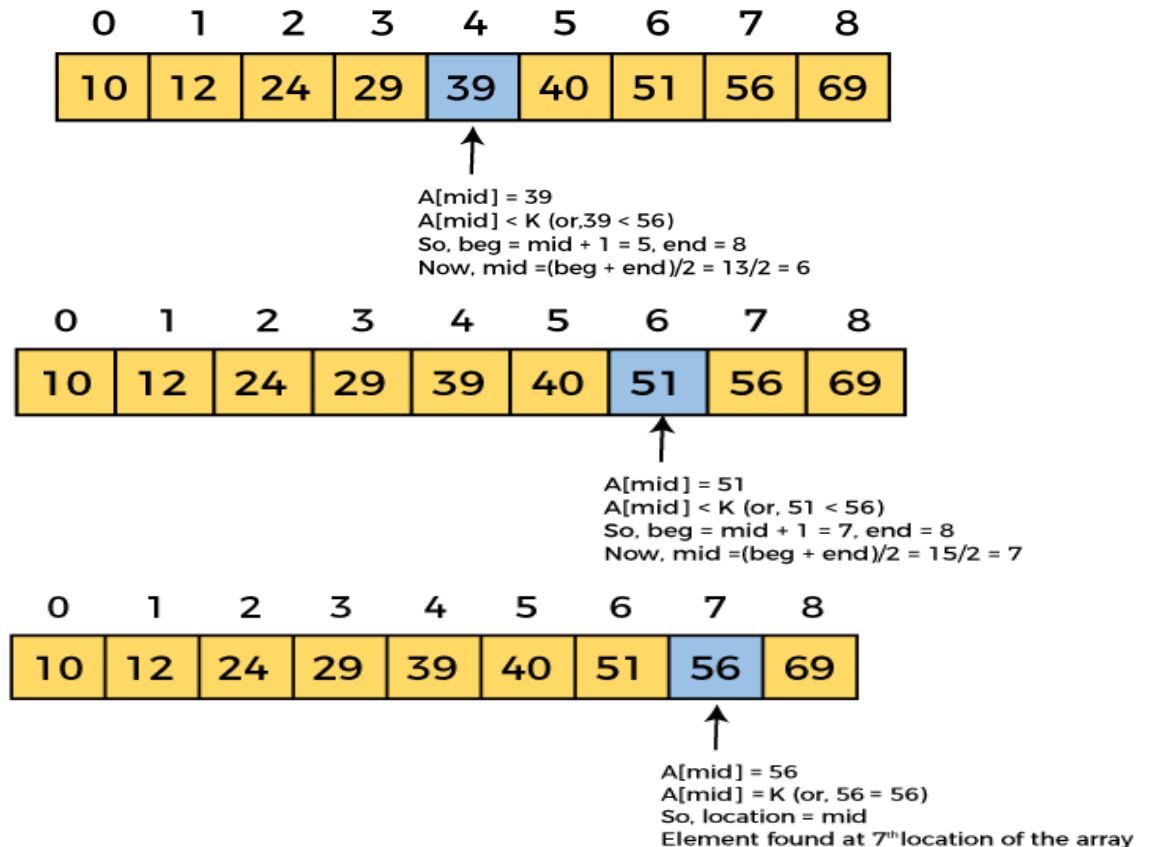 0 1 2 3 4 5 6 7 8
10 12 24 29 39 40 51 56 69
A[mid] = 39
A[mid] < K (or,39 < 56)
So, beg = mid + 1 = 5, end = 8
Now, mid =(beg + end)/2 = 13/2 = 6
0 1 2 3 4 5 6 7 8
10 12 24 29 39 40 51 56 69
A[mid] = 51
A[mid] < K (or, 51 < 56)
So, beg = mid + 1 = 7, end = 8
Now, mid =(beg + end)/2 = 15/2 = 7
0 1 2 3 4 5 6 7 8
10 12 24 29 39 40 51 56 69
A[mid] = 56
A[mid] = K (or, 56 = 56)
So, location = mid
Element found at 7th location of the array